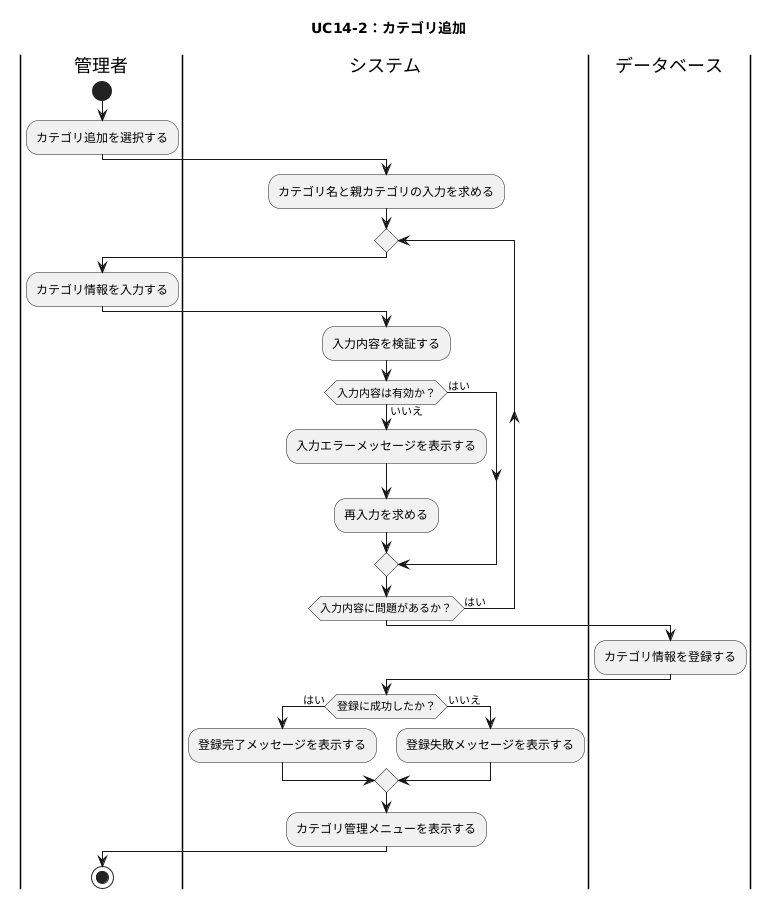 UC14-2：カテゴリ追加
管理者
システム
データベース
カテゴリ追加を選択する
カテゴリ名と親カテゴリの入力を求める
カテゴリ情報を入力する
入力内容を検証する
入力内容は有効か？
はい
いいえ
入力エラーメッセージを表示する
再入力を求める
入力内容に問題があるか？
はい
カテゴリ情報を登録する
はい
登録に成功したか？
いいえ
登録完了メッセージを表示する
登録失敗メッセージを表示する
カテゴリ管理メニューを表示する